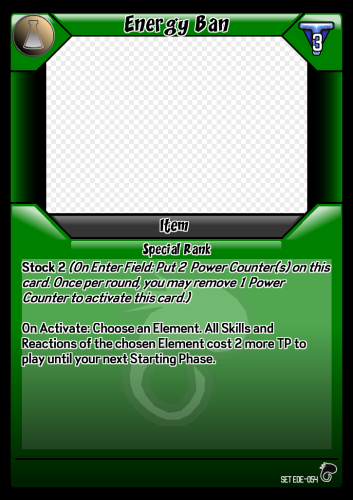 Energy Ban
3
Item
Special Rank
Stock 2 (On Enter Field: Put 2 Power Counter(s) on this
card. Once per round, you may remove 1 Power
Counter to activate this card.)
On Activate: Choose an Element. All Skills and
Reactions of the chosen Element cost 2 more TP to
play until your next Starting Phase.
SET EDE-054